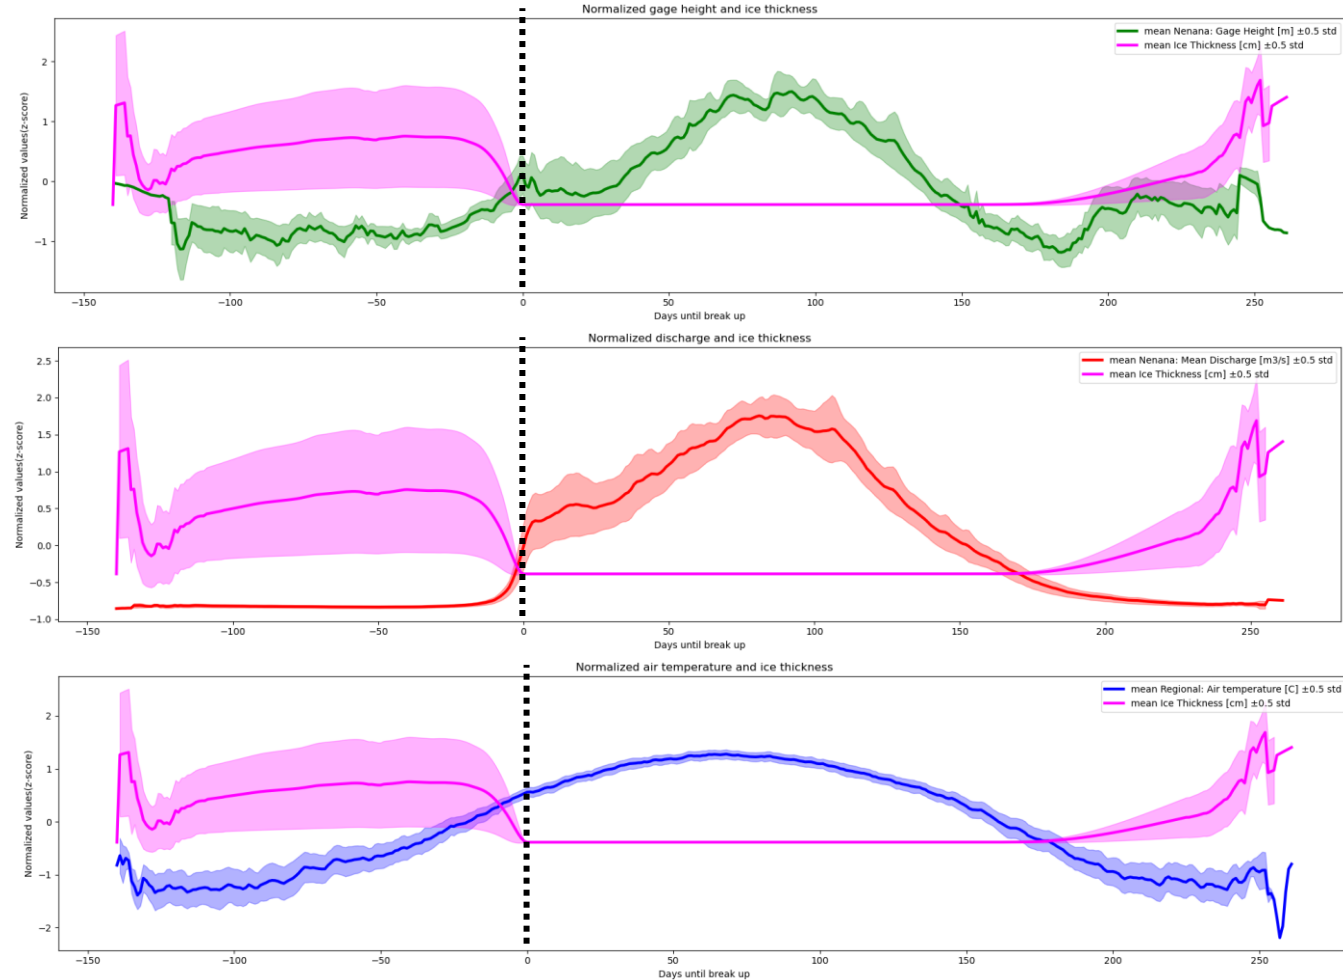 Normalized gage height and ice thickness
mean Nenana: Gage Height [m] ±0.5 std
mean Ice Thickness [cm] ±0.5 std
Normalized values(z-score)
2
1
0
−1
−150
−100
−50
0
50
100
150
200
250
Days until break up
Normalized discharge and ice thickness
mean Nenana: Mean Discharge [m3/s] ±0.5 std
mean Ice Thickness [cm] ±0.5 std
Normalized values(z-score)
2.5
2.0
1.5
1.0
0.5
0.0
−0.5
−1.0
−150
−100
−50
0
50
100
150
200
250
Days until break up
Normalized air temperature and ice thickness
mean Regional: Air temperature [C] ±0.5 std
mean Ice Thickness [cm] ±0.5 std
Normalized values(z-score)
2
1
0
−1
−2
−150
−100
−50
0
50
100
150
200
250
Days until break up